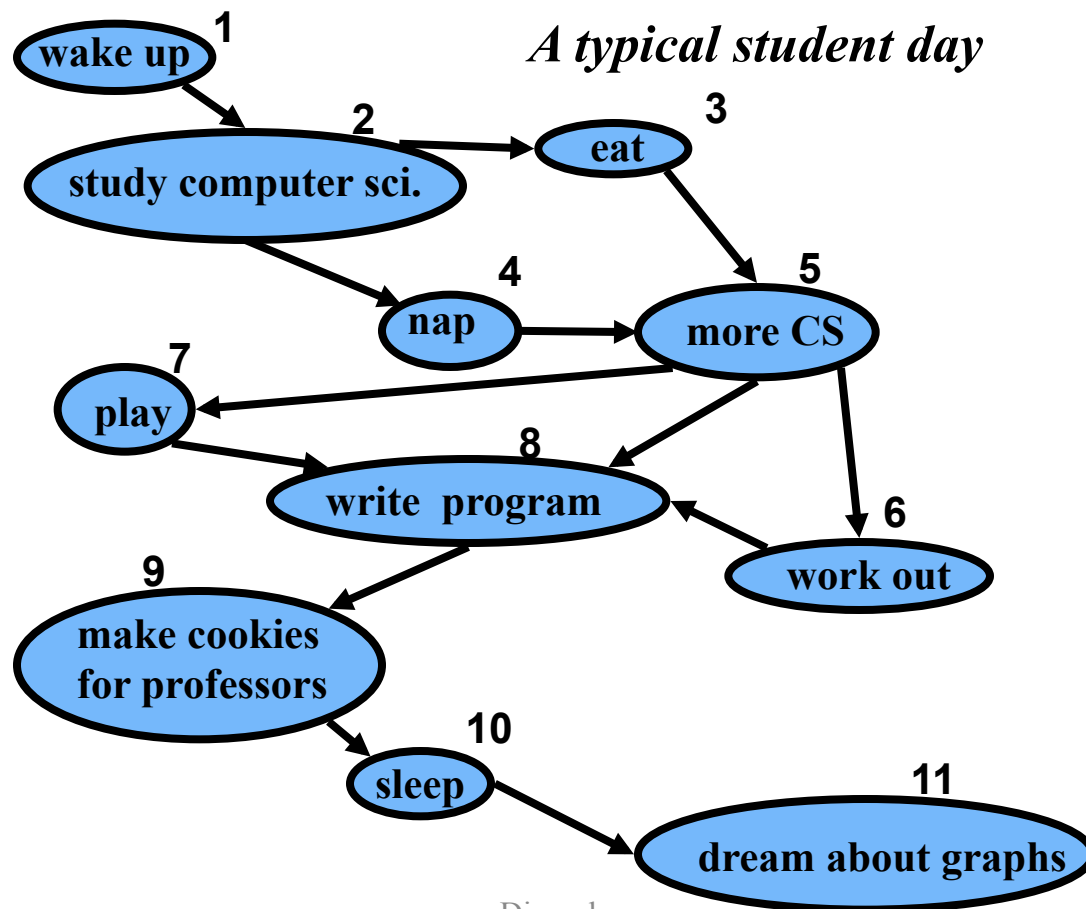 A typical student day
1
wake up
2
study computer sci.
3
eat
4
nap
5
more CS
7
play
8
write program
6
work out
9
make cookies
for professors
10
sleep
11
dream about graphs